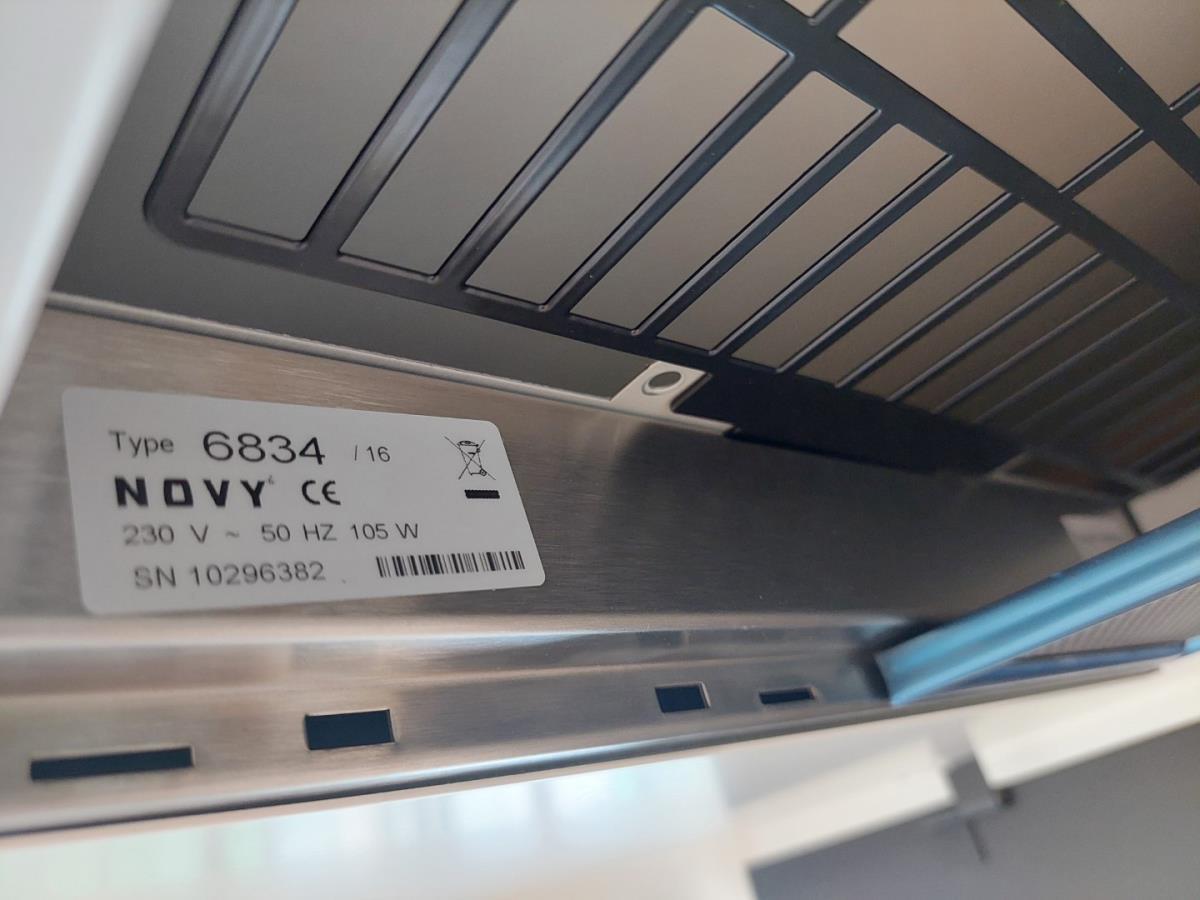 Type 6834 / 16
NOVY CE
230 V ~ 50 HZ 105 W
SN 10296382